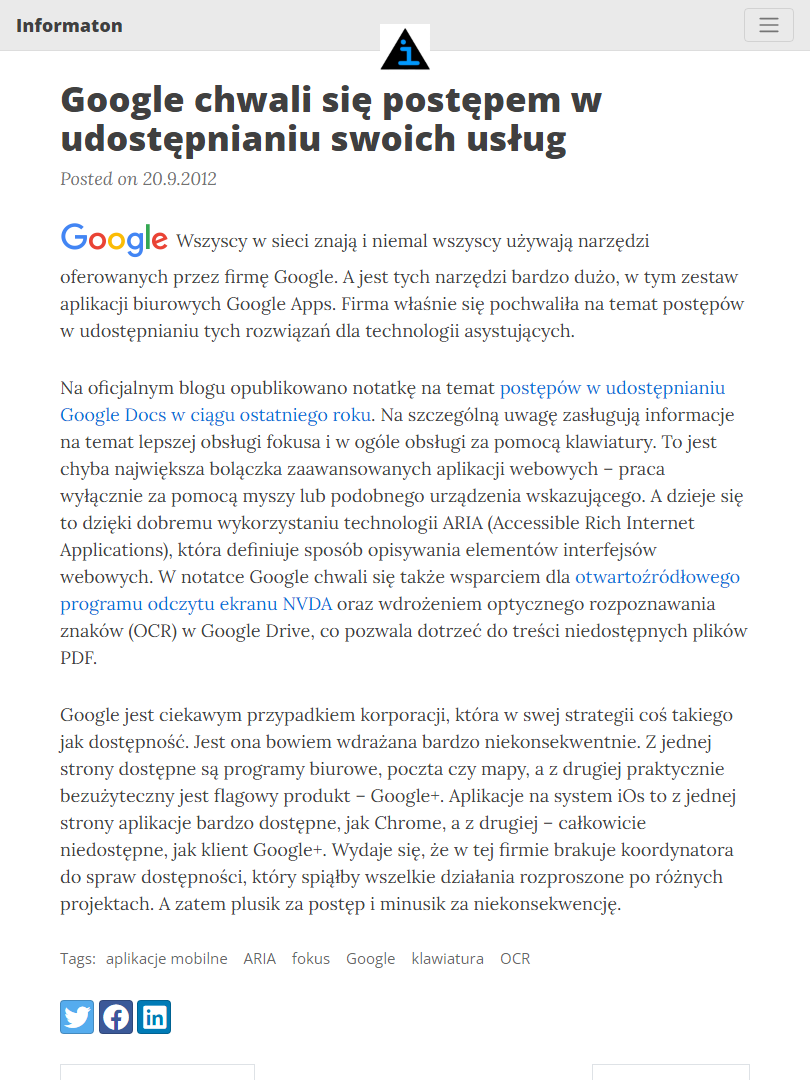 Informaton
i
Google chwali się postępem w
udostępnianiu swoich usług
Posted on 20.9.2012
Google Wszyscy w sieci znają i niemal wszyscy używają narzędzi
oferowanych przez firmę Google. A jest tych narzędzi bardzo dużo, w tym zestaw
aplikacji biurowych Google Apps. Firma właśnie się pochwaliła na temat postępów
w udostępnianiu tych rozwiązań dla technologii asystujących.
Na oficjalnym blogu opublikowano notatkę na temat postępów w udostępnianiu
Google Docs w ciągu ostatniego roku. Na szczególną uwagę zasługują informacje
na temat lepszej obsługi fokusa i w ogóle obsługi za pomocą klawiatury. To jest
chyba największa bolączka zaawansowanych aplikacji webowych – praca
wyłącznie za pomocą myszy lub podobnego urządzenia wskazującego. A dzieje się
to dzięki dobremu wykorzystaniu technologii ARIA (Accessible Rich Internet
Applications), która definiuje sposób opisywania elementów interfejsów
webowych. W notatce Google chwali się także wsparciem dla otwartoźródłowego
programu odczytu ekranu NVDA oraz wdrożeniem optycznego rozpoznawania
znaków (OCR) w Google Drive, co pozwala dotrzeć do treści niedostępnych plików
PDF.
Google jest ciekawym przypadkiem korporacji, która w swej strategii coś takiego
jak dostępność. Jest ona bowiem wdrażana bardzo niekonsekwentnie. Z jednej
strony dostępne są programy biurowe, poczta czy mapy, a z drugiej praktycznie
bezużyteczny jest flagowy produkt – Google+. Aplikacje na system iOs to z jednej
strony aplikacje bardzo dostępne, jak Chrome, a z drugiej – całkowicie
niedostępne, jak klient Google+. Wydaje się, że w tej firmie brakuje koordynatora
do spraw dostępności, który spiąłby wszelkie działania rozproszone po różnych
projektach. A zatem plusik za postęp i minusik za niekonsekwencję.
Tags: aplikacje mobilne ARIA fokus Google klawiatura OCR